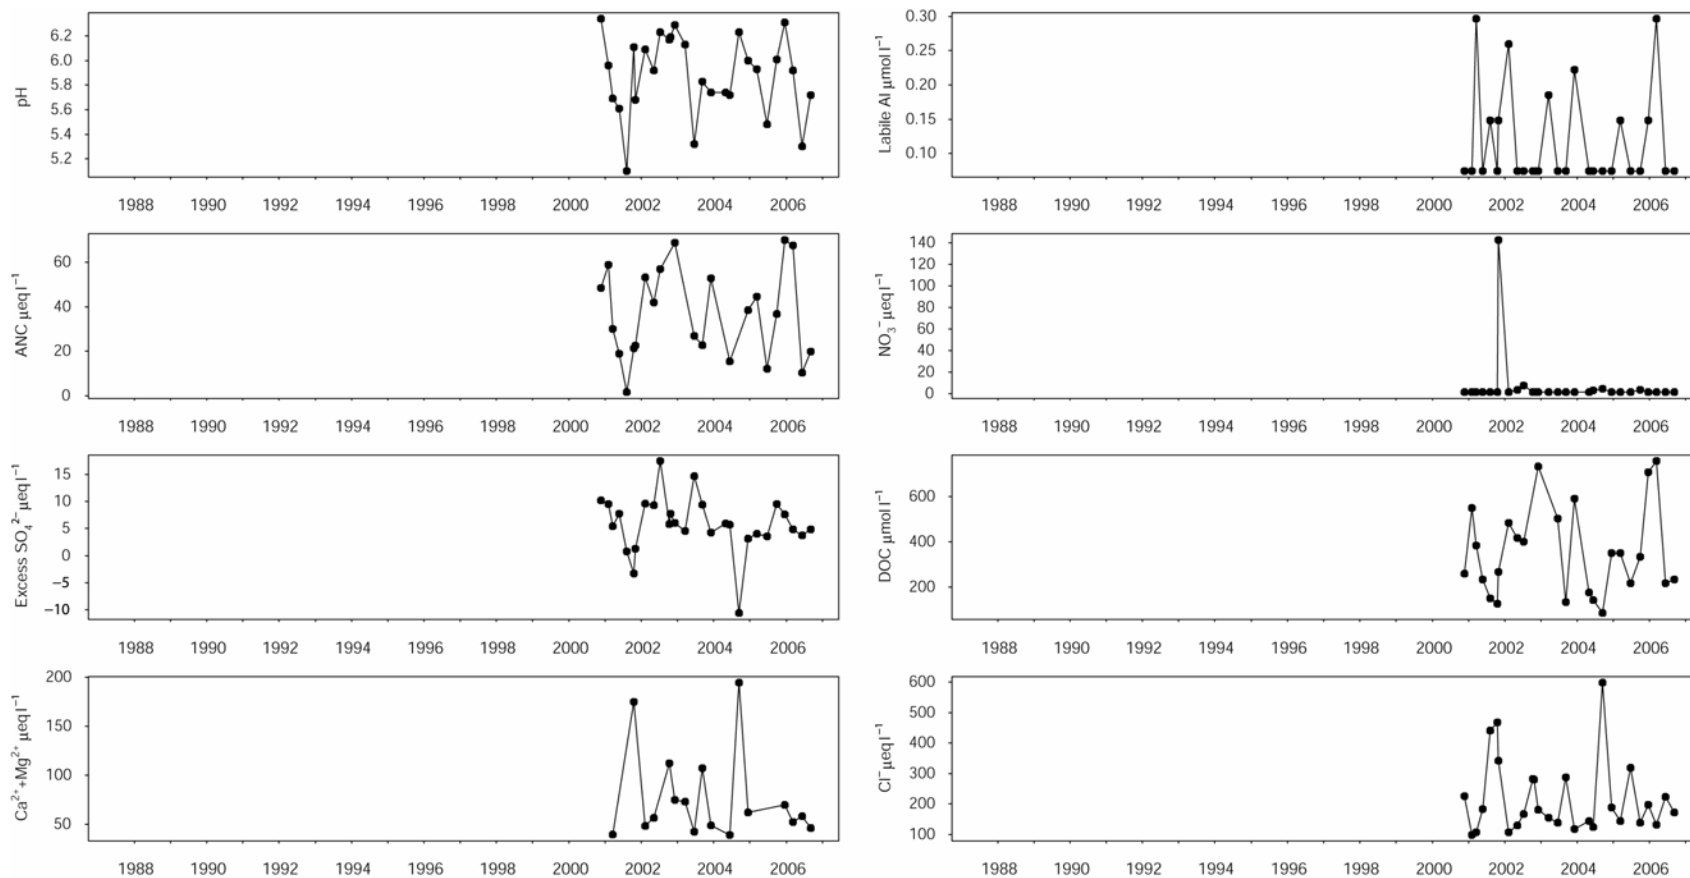 pH
6.2
6.0
5.8
5.6
5.4
5.2
1988 1990 1992 1994 1996 1998 2000 2002 2004 2006
Labile Al μmol l⁻¹
0.30
0.25
0.20
0.15
0.10
1988 1990 1992 1994 1996 1998 2000 2002 2004 2006
ANC μeq l⁻¹
60
40
20
0
1988 1990 1992 1994 1996 1998 2000 2002 2004 2006
NO₃⁻ μeq l⁻¹
140
120
100
80
60
40
20
0
1988 1990 1992 1994 1996 1998 2000 2002 2004 2006
Excess SO₄²⁻ μeq l⁻¹
15
10
5
0
−5
−10
1988 1990 1992 1994 1996 1998 2000 2002 2004 2006
DOC μmol l⁻¹
600
400
200
1988 1990 1992 1994 1996 1998 2000 2002 2004 2006
Ca²⁺+Mg²⁺ μeq l⁻¹
200
150
100
50
1988 1990 1992 1994 1996 1998 2000 2002 2004 2006
Cl⁻ μeq l⁻¹
600
500
400
300
200
100
1988 1990 1992 1994 1996 1998 2000 2002 2004 2006